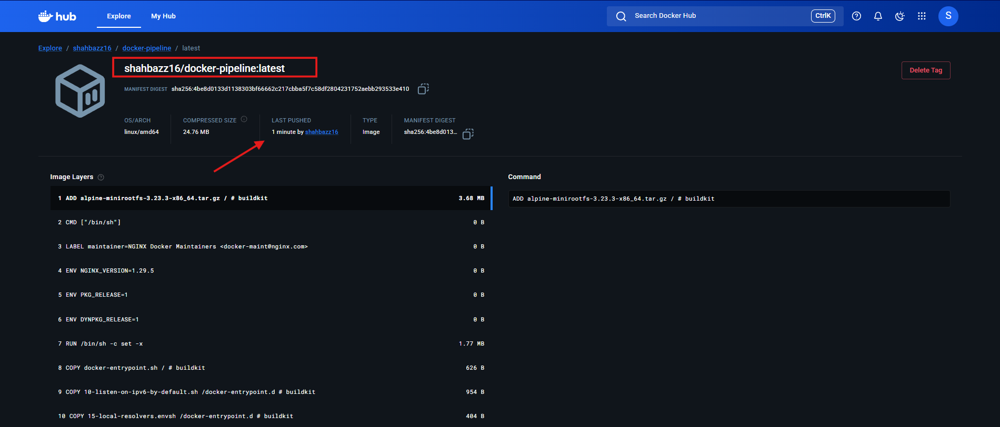 hub Explore My Hub Search Docker Hub CtrlK S
Explore / shahbazz16 / docker-pipeline / latest
shahbazz16/docker-pipeline:latest
Delete Tag
MANIFEST DIGEST sha256:4be8d0133d1138303bf66662c217cbba5f7c58df2804231752aebb293533e410
OS/ARCH COMPRESSED SIZE LAST PUSHED TYPE MANIFEST DIGEST
linux/amd64 24.76 MB 1 minute by shahbazz16 Image sha256:4be8d013...
Image Layers
1 ADD alpine-minirootfs-3.23.3-x86_64.tar.gz / # buildkit 3.68 MB
2 CMD ["/bin/sh"] 0 B
3 LABEL maintainer=NGINX Docker Maintainers <docker-maint@nginx.com> 0 B
4 ENV NGINX_VERSION=1.29.5 0 B
5 ENV PKG_RELEASE=1 0 B
6 ENV DYNPKG_RELEASE=1 0 B
7 RUN /bin/sh -c set -x 1.77 MB
8 COPY docker-entrypoint.sh / # buildkit 626 B
9 COPY 10-listen-on-ipv6-by-default.sh /docker-entrypoint.d # buildkit 954 B
10 COPY 15-local-resolvers.envsh /docker-entrypoint.d # buildkit 404 B
Command
ADD alpine-minirootfs-3.23.3-x86_64.tar.gz / # buildkit